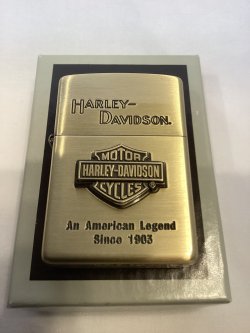 HARLEY-
DAVIDSON.
MOTOR
HARLEY-DAVIDSON
CYCLES
®
An American Legend
Since 1903